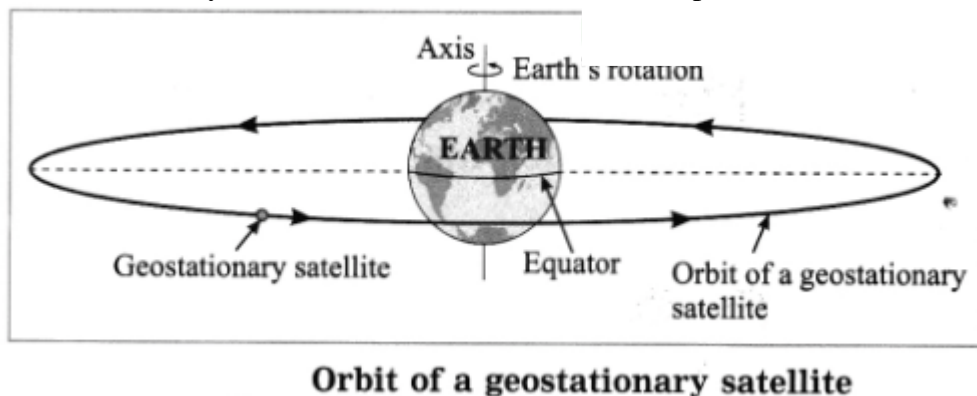 Axis
Earth's rotation
EARTH
Geostationary satellite
Equator
Orbit of a geostationary
satellite
Orbit of a geostationary satellite